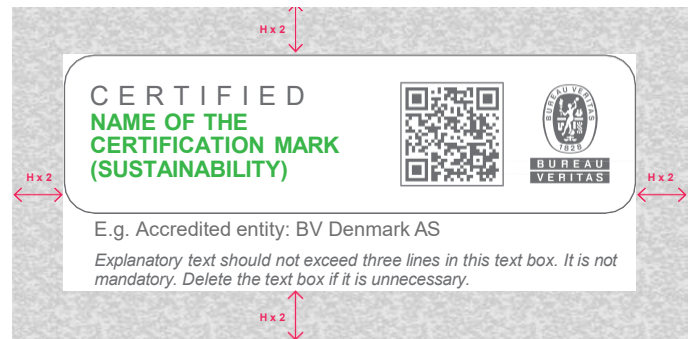 H x 2
CERTIFIED
NAME OF THE
CERTIFICATION MARK
(SUSTAINABILITY)
BUREAU VERITAS
1828
BUREAU
VERITAS
H x 2
H x 2
E.g. Accredited entity: BV Denmark AS
Explanatory text should not exceed three lines in this text box. It is not
mandatory. Delete the text box if it is unnecessary.
H x 2